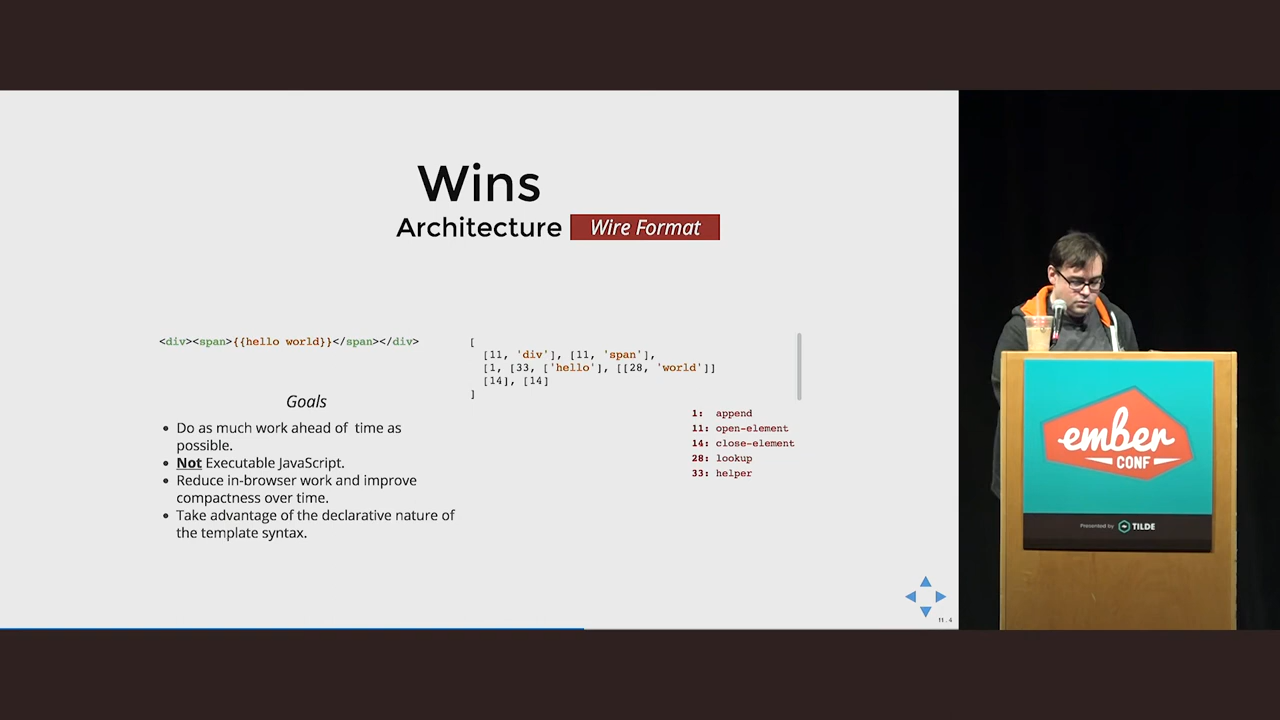 Wins
Architecture Wire Format
<div><span>{{hello world}}</span></div>
Goals
Do as much work ahead of time as
possible.
Not Executable JavaScript.
Reduce in-browser work and improve
compactness over time.
Take advantage of the declarative nature of
the template syntax.
[
[11, 'div'], [11, 'span'],
[1, [33, ['hello'], [[28, 'world']]
[14], [14]
]
1: append
11: open-element
14: close-element
28: lookup
33: helper
11.4
ember
CONF
Presented by TILDE